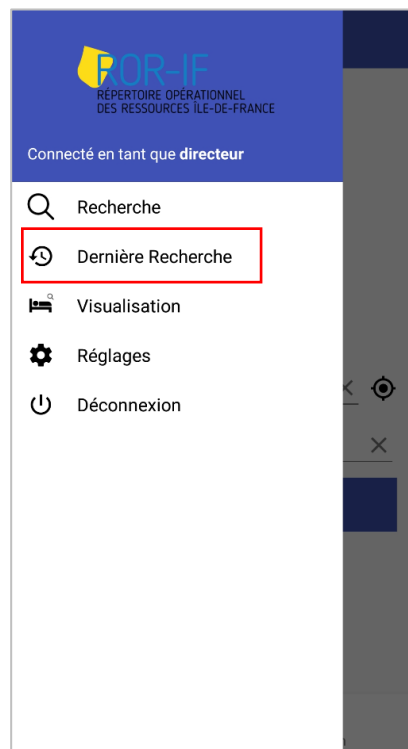 ROR-IF
RÉPERTOIRE OPÉRATIONNEL
DES RESSOURCES ÎLE-DE-FRANCE
Connecté en tant que directeur
Recherche
Dernière Recherche
Visualisation
Réglages
Déconnexion